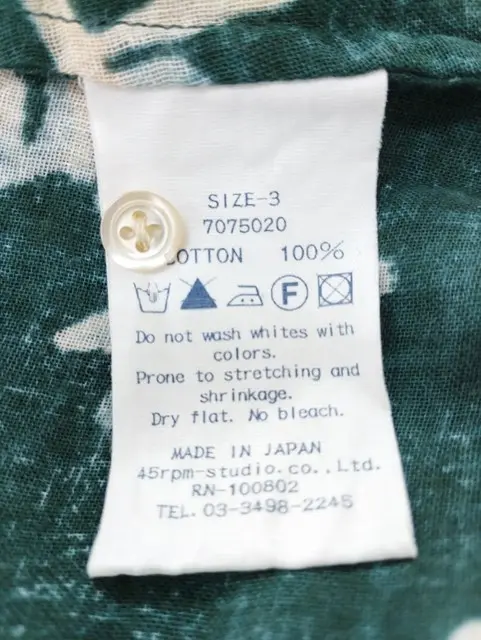 SIZE-3
7075020
COTTON 100%
F
Do not wash whites with
colors.
Prone to stretching and
shrinkage.
Dry flat. No bleach.
MADE IN JAPAN
45rpm-studio.co.,Ltd.
RN-100802
TEL. 03-3498-2245